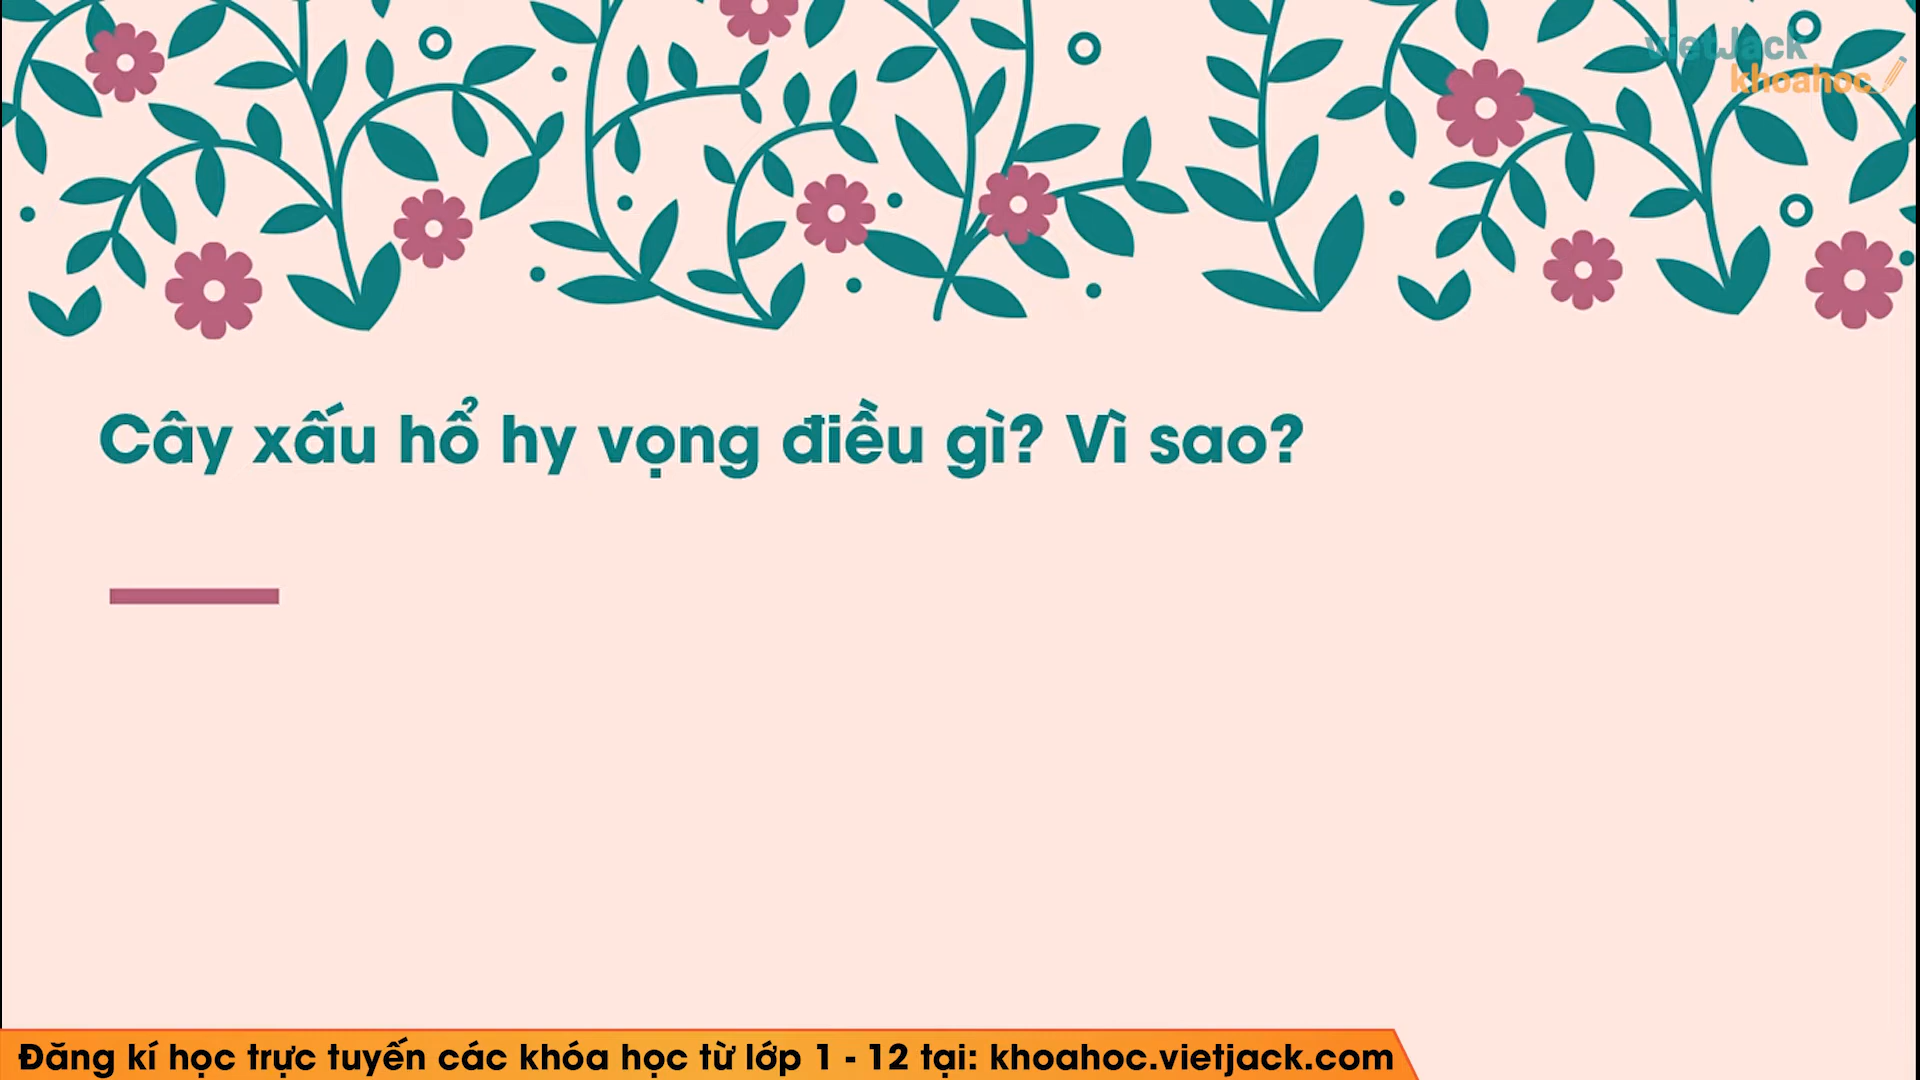 vietJack
khoahoc
Cây xấu hổ hy vọng điều gì? Vì sao?
Đăng kí học trực tuyến các khóa học từ lớp 1 - 12 tại: khoahoc.vietjack.com